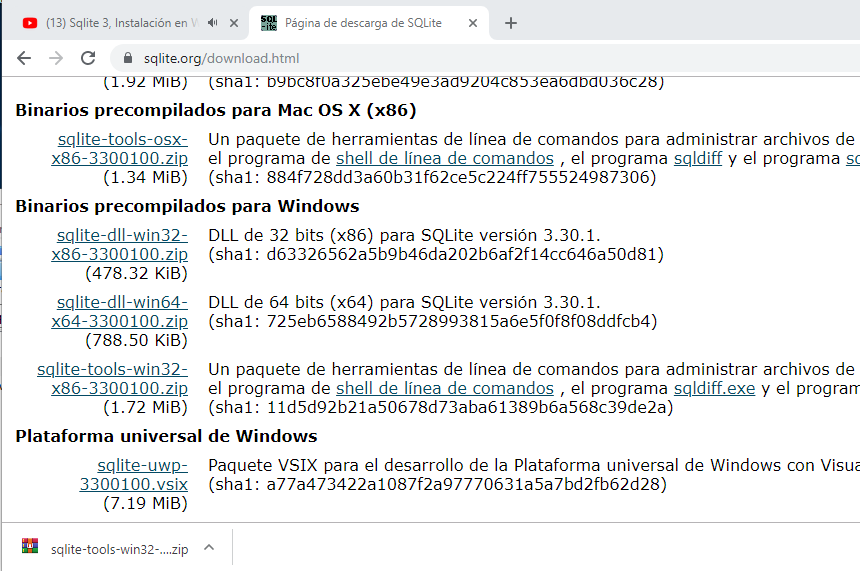 (13) Sqlite 3, Instalación en W
Página de descarga de SQLite
sqlite.org/download.html
(1.92 MiB) (sha1: b9bc8f0a325ebe49e3ad9204c853ea6dbd036c28)
Binarios precompilados para Mac OS X (x86)
sqlite-tools-osx- Un paquete de herramientas de línea de comandos para administrar archivos de
x86-3300100.zip el programa de shell de línea de comandos , el programa sqldiff y el programa
(1.34 MiB) (sha1: 884f728dd3a60b31f62ce5c224ff755524987306)
Binarios precompilados para Windows
sqlite-dll-win32- DLL de 32 bits (x86) para SQLite versión 3.30.1.
x86-3300100.zip (sha1: d63326562a5b9b46da202b6af2f14cc646a50d81)
(478.32 KiB)
sqlite-dll-win64- DLL de 64 bits (x64) para SQLite versión 3.30.1.
x64-3300100.zip (sha1: 725eb6588492b5728993815a6e5f0f8f08ddfcb4)
(788.50 KiB)
sqlite-tools-win32- Un paquete de herramientas de línea de comandos para administrar archivos de
x86-3300100.zip el programa de shell de línea de comandos , el programa sqldiff.exe y el program
(1.72 MiB) (sha1: 11d5d92b21a50678d73aba61389b6a568c39de2a)
Plataforma universal de Windows
sqlite-uwp- Paquete VSIX para el desarrollo de la Plataforma universal de Windows con Visua
3300100.vsix (sha1: a77a473422a1087f2a97770631a5a7bd2fb62d28)
(7.19 MiB)
sqlite-tools-win32-....zip